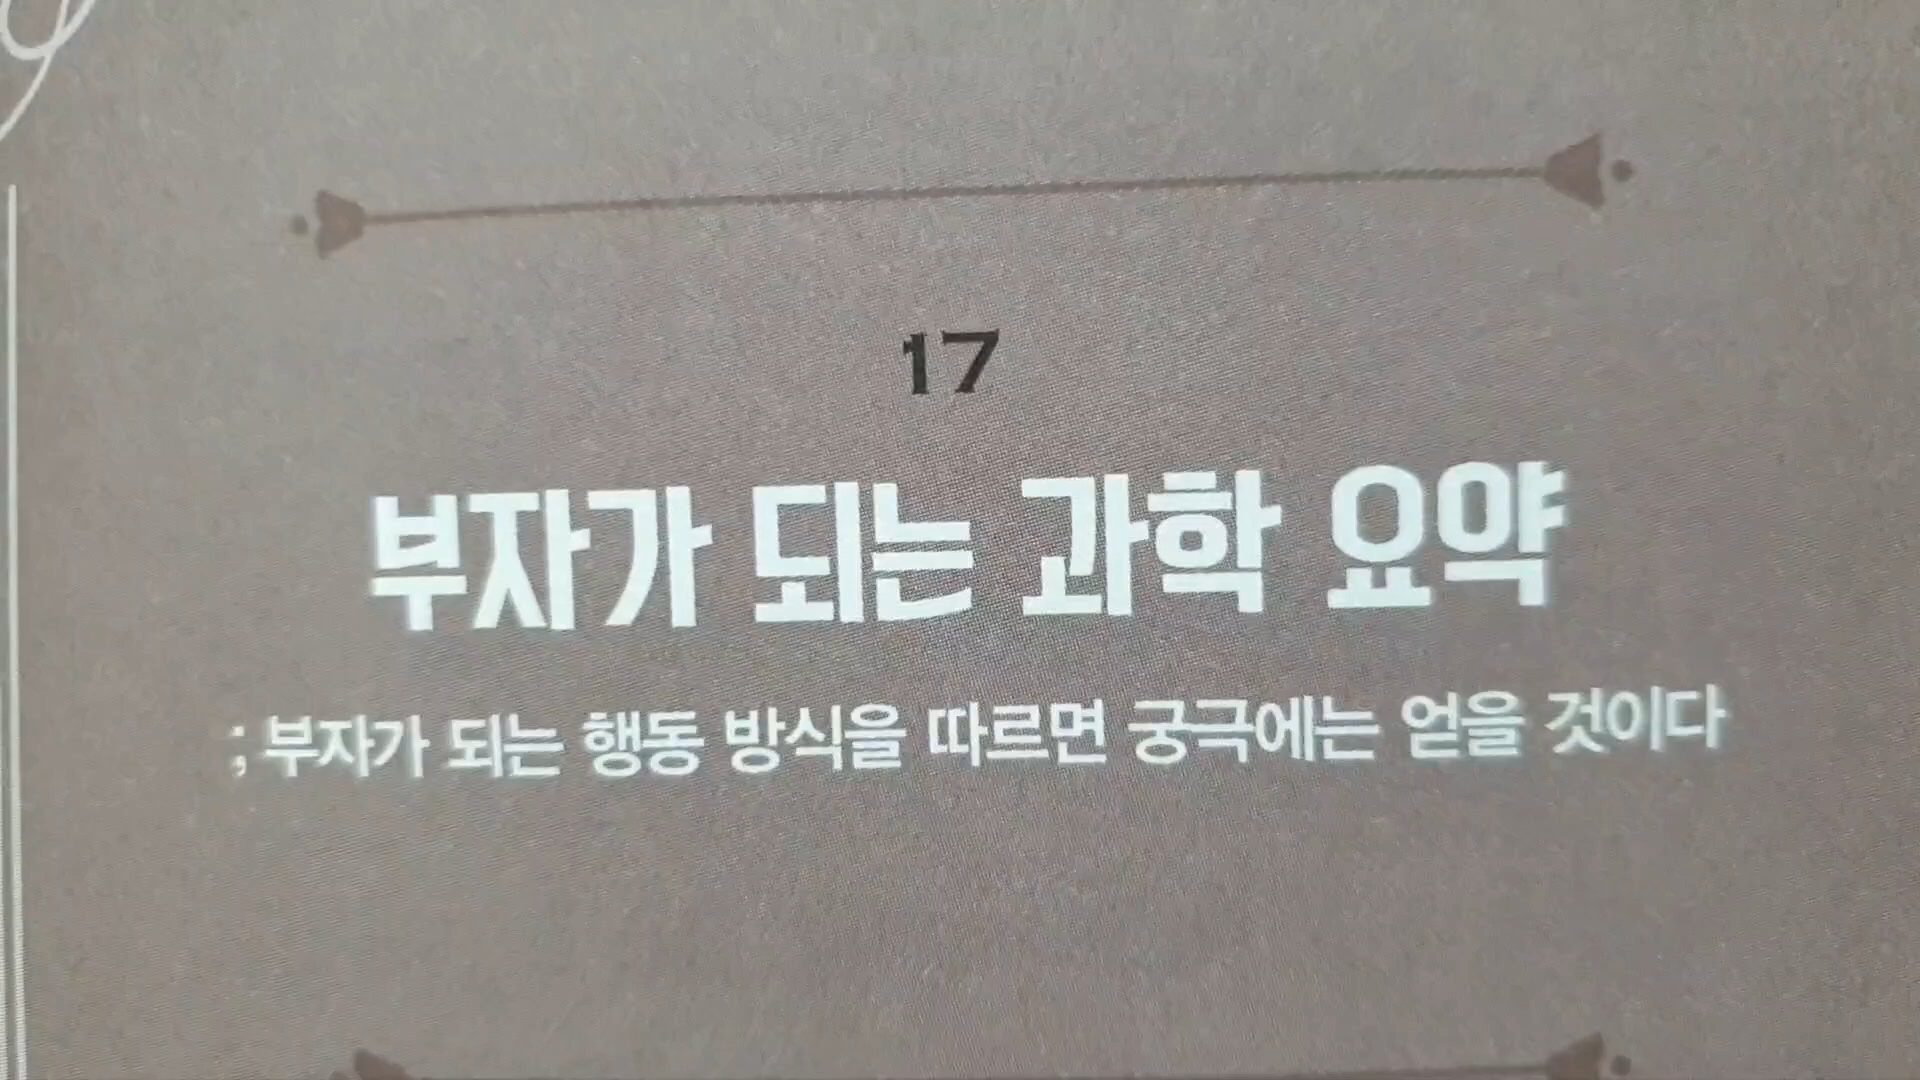 17
부자가 되는 과학 요약
; 부자가 되는 행동 방식을 따르면 궁극에는 얻을 것이다